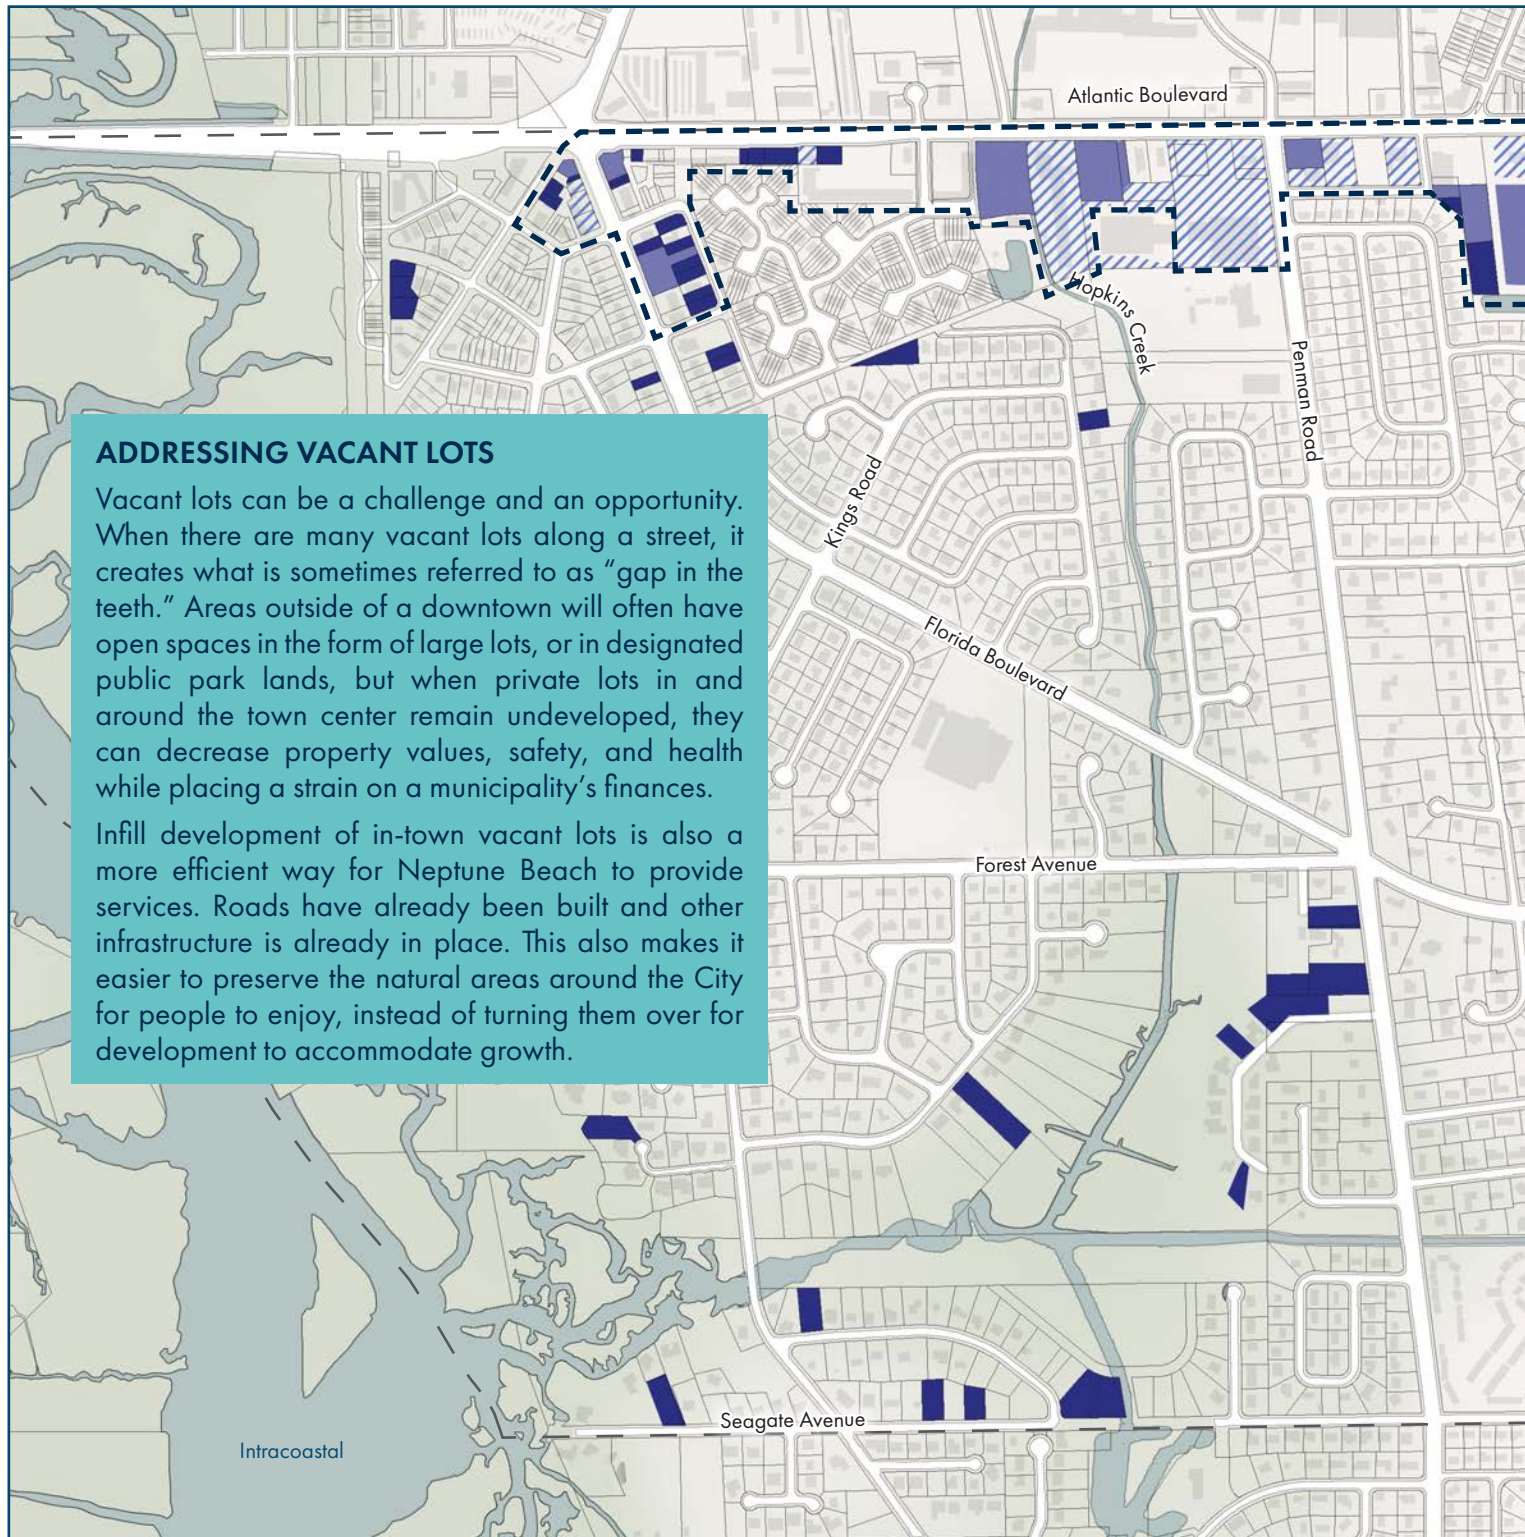 Atlantic Boulevard
Hopkins Creek
Penman Road
ADDRESSING VACANT LOTS
Vacant lots can be a challenge and an opportunity.
When there are many vacant lots along a street, it
creates what is sometimes referred to as “gap in the
teeth.” Areas outside of a downtown will often have
open spaces in the form of large lots, or in designated
public park lands, but when private lots in and
around the town center remain undeveloped, they
can decrease property values, safety, and health
while placing a strain on a municipality’s finances.
Infill development of in-town vacant lots is also a
more efficient way for Neptune Beach to provide
services. Roads have already been built and other
infrastructure is already in place. This also makes it
easier to preserve the natural areas around the City
for people to enjoy, instead of turning them over for
development to accommodate growth.
Kings Road
Florida Boulevard
Forest Avenue
Seagate Avenue
Intracoastal